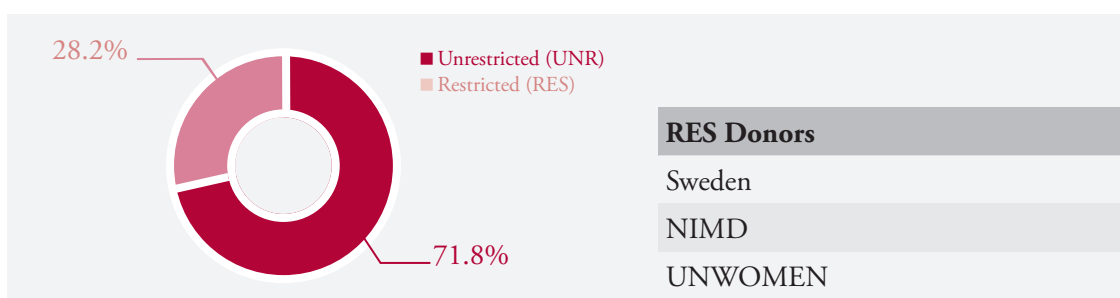 28.2%
Unrestricted (UNR)
Restricted (RES)
71.8%
RES Donors
Sweden
NIMD
UNWOMEN